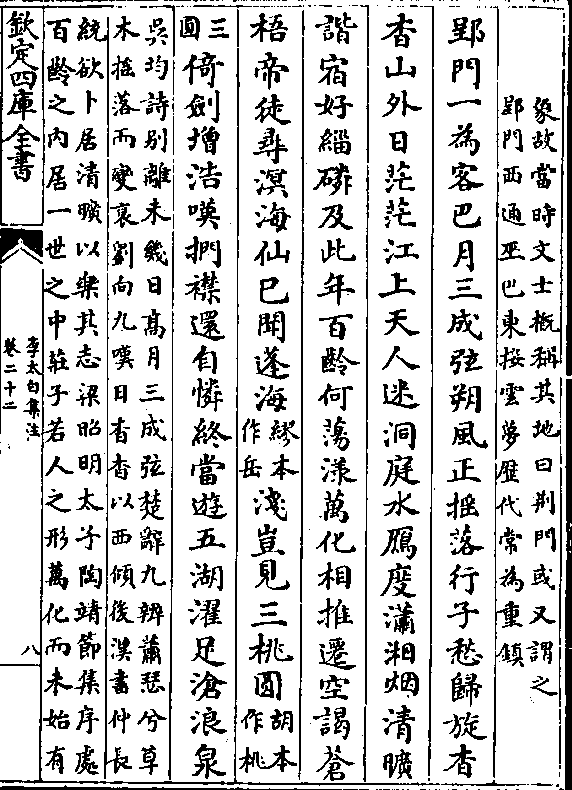 象故當時文士概稱其地曰荆門或又謂之
郢門西通巫巴東接雲夢歷代常為重鎮
郢門一為客巴月三成弦朔風正揺落行子愁歸旋杳
杳山外日茫茫江上天人迷洞庭水鴈度瀟湘烟清曠
諧宿好緇磷及此年百齡何蕩漾萬化相推遷空謁蒼
梧帝徒尋溟海仙已聞蓬海繆本作岳淺豈見三桃圓胡本作桃
三圓倚劍増浩嘆捫襟還自憐終當遊五湖濯足滄浪泉
吳均詩别離未幾日髙月三成弦楚辭九辨蕭瑟兮草
木揺落而變衰劉向九嘆日杳杳以西傾後漢書仲長
統欲卜居清曠以樂其志梁昭明太子陶靖節集序處
百齡之内居一世之中莊子若人之形萬化而未始有
欽定四庫全書
李太白集注
卷二十二
八